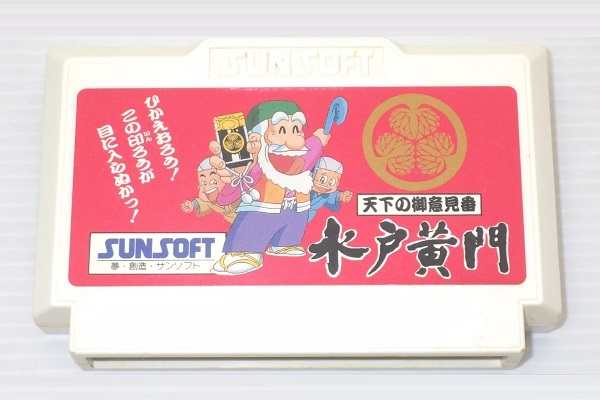 SUNSOFT
ひかえおろう!
この印ろうが
いん
目に入らぬかっ!
天下の御意見番
水戸黄門
SUNSOFT
夢・創造・サンソフト